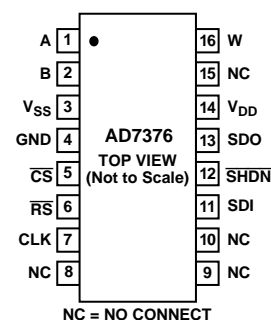 A 1 16 W
B 2 15 NC
VSS 3 14 VDD
GND 4 AD7376 13 SDO
CS 5 TOP VIEW 12 SHDN
(Not to Scale)
RS 6 11 SDI
CLK 7 10 NC
NC 8 9 NC
NC = NO CONNECT